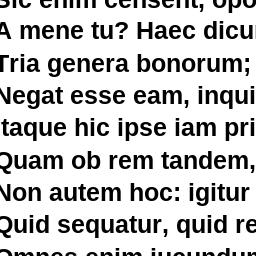 Sic enim censent, opo
A mene tu? Haec dicu
Tria genera bonorum;
Negat esse eam, inqui
Itaque hic ipse iam pri
Quam ob rem tandem,
Non autem hoc: igitur
Quid sequatur, quid re
Omnes enim iucundum